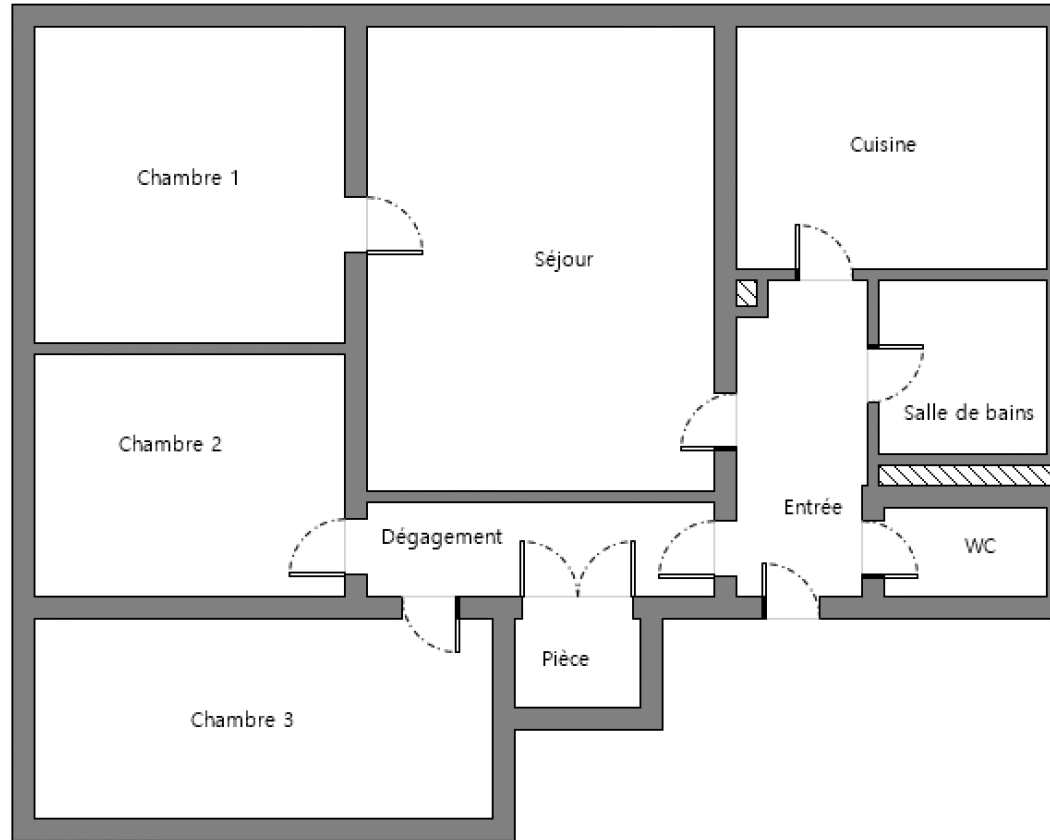 Cuisine
Chambre 1
Séjour
Salle de bains
Chambre 2
Entrée
Dégagement
WC
Pièce
Chambre 3